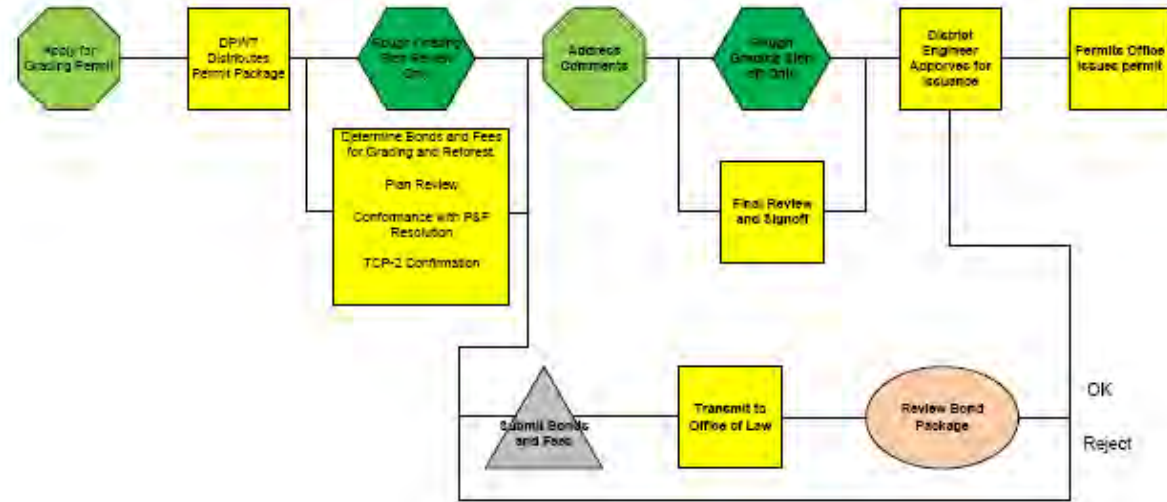 Apply for
Grading Permit
DPWT
Distributes
Permit Package
Rough Grading
Only
Address
Comments
Rough
Grading Sign-
off Only
District
Engineer
Approves for
Issuance
Permits Office
issues permit
Determine Bonds and Fees
for Grading and Reforest
Plan Review
Conformance with
Resolution
TCP-2 Confirmation
Final Review
and Signoff
Submit Bonds
and Fees
Transmit to
Office of Law
Review Bond
Package
OK
Reject